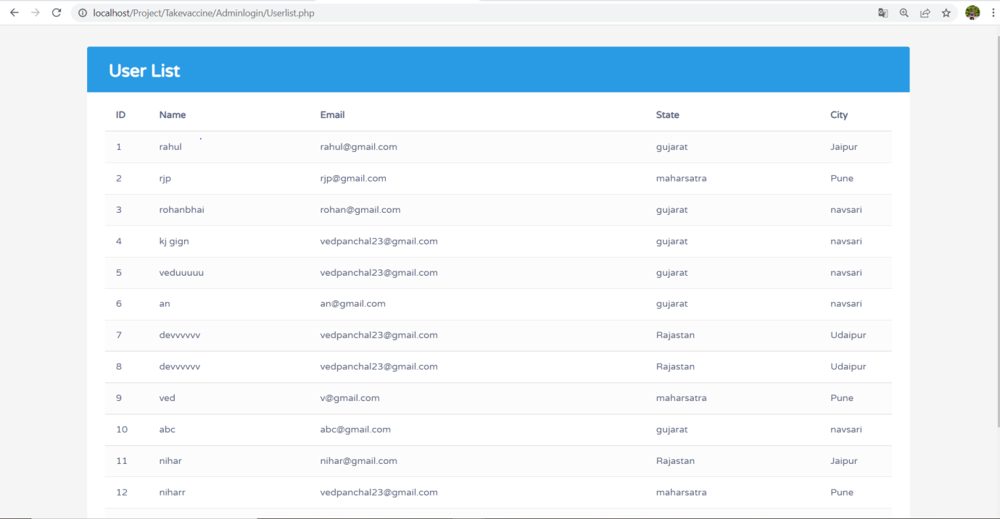 localhost/Project/Takevaccine/Adminlogin/Userlist.php
User List
ID Name Email State City
1 rahul rahul@gmail.com gujarat Jaipur
2 rjp rjp@gmail.com maharsatra Pune
3 rohanbhai rohan@gmail.com gujarat navsari
4 kj gign vedpanchal23@gmail.com gujarat navsari
5 veduuuuu vedpanchal23@gmail.com gujarat navsari
6 an an@gmail.com gujarat navsari
7 devvvvvv vedpanchal23@gmail.com Rajastan Udaipur
8 devvvvvv vedpanchal23@gmail.com Rajastan Udaipur
9 ved v@gmail.com maharsatra Pune
10 abc abc@gmail.com gujarat navsari
11 nihar nihar@gmail.com Rajastan Jaipur
12 niharr vedpanchal23@gmail.com maharsatra Pune